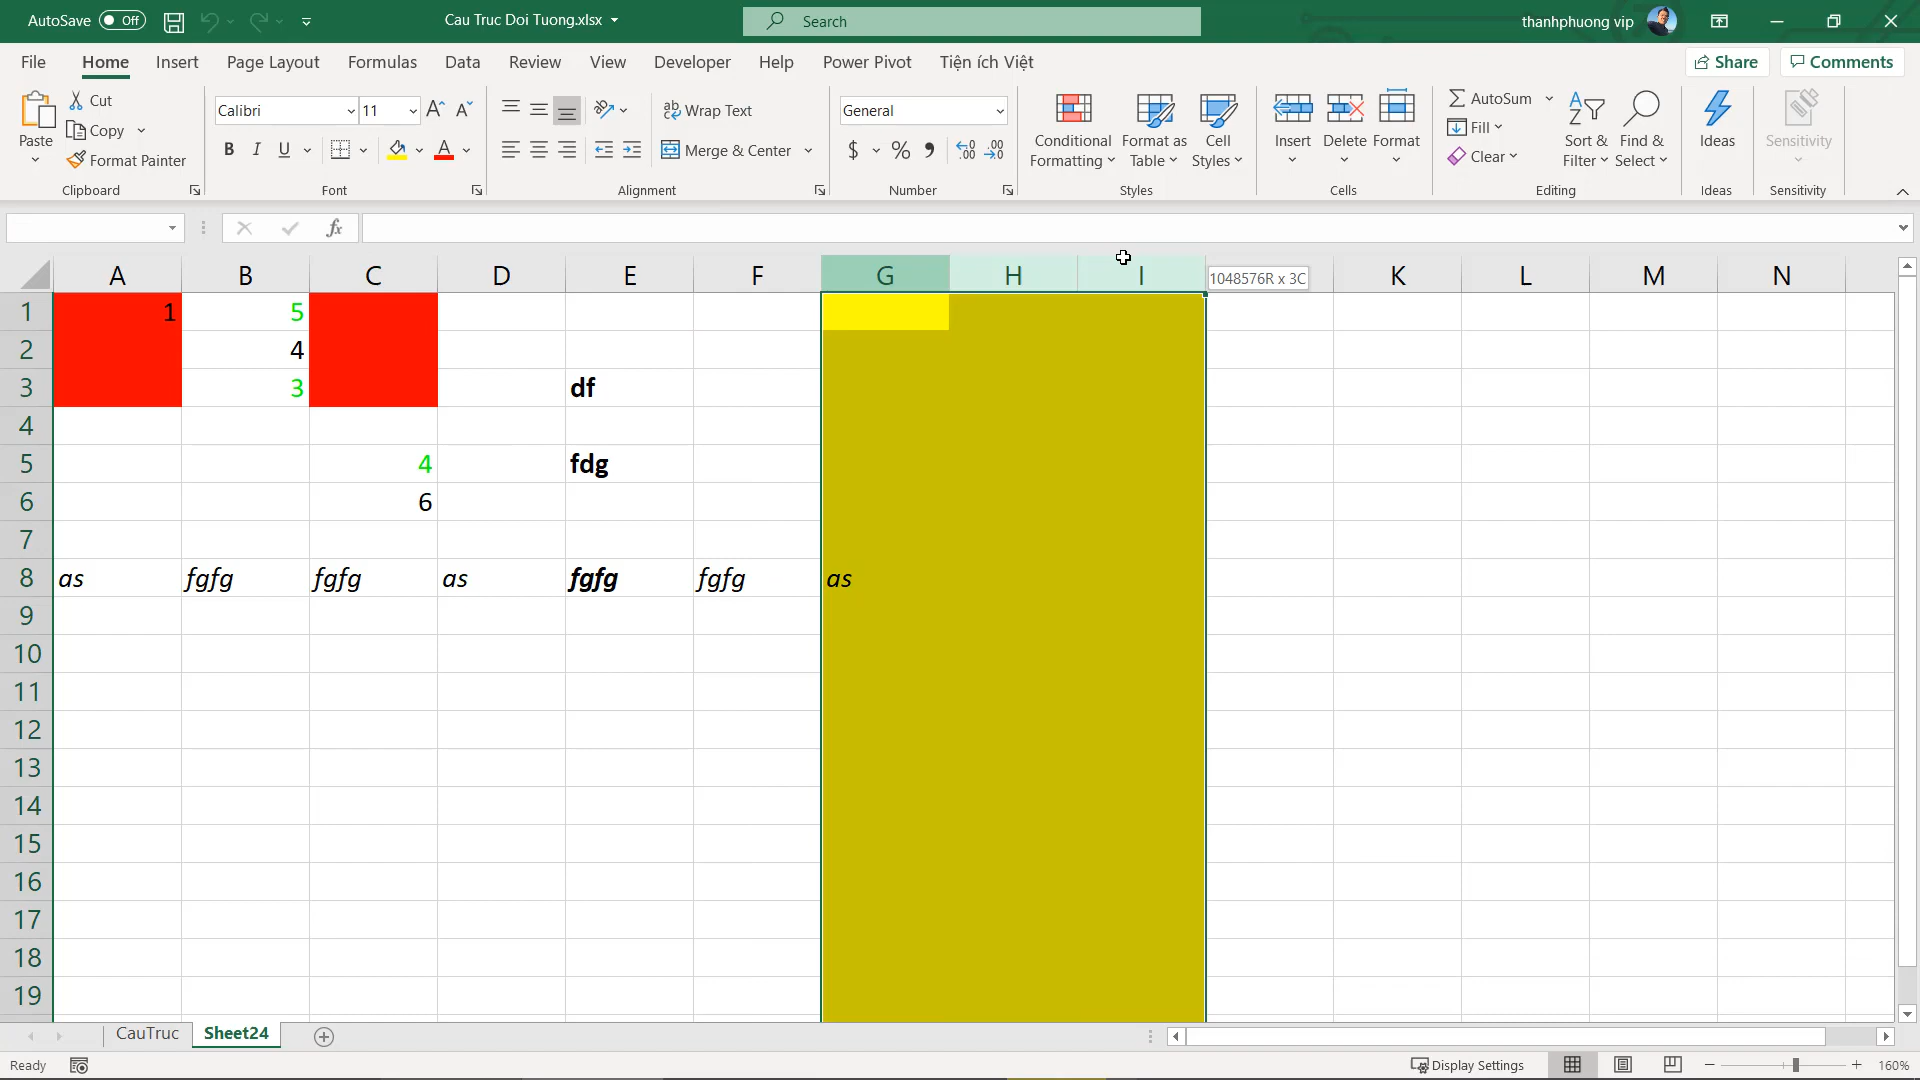 AutoSave Off Cau Truc Doi Tuong.xlsx Search thanhphuong vip
File Home Insert Page Layout Formulas Data Review View Developer Help Power Pivot Tiện ích Việt Share Comments
Paste Cut Copy Format Painter
Calibri 11
B I U A
Wrap Text
Merge & Center
General
$ % 9
Conditional Formatting
Format as Table
Cell Styles
Insert Delete Format
AutoSum
Fill
Clear
Sort & Filter
Find & Select
Ideas
Sensitivity
Clipboard Font Alignment Number Styles Cells Editing Ideas Sensitivity
fx
A B C D E F G H I 1048576R x 3C K L M N
1 1 5
2 4
3 3 df
4
5 4 fdg
6 6
7
8 as fgfg fgfg as fgfg fgfg as
9
10
11
12
13
14
15
16
17
18
19
CauTruc Sheet24
Ready Display Settings 160%